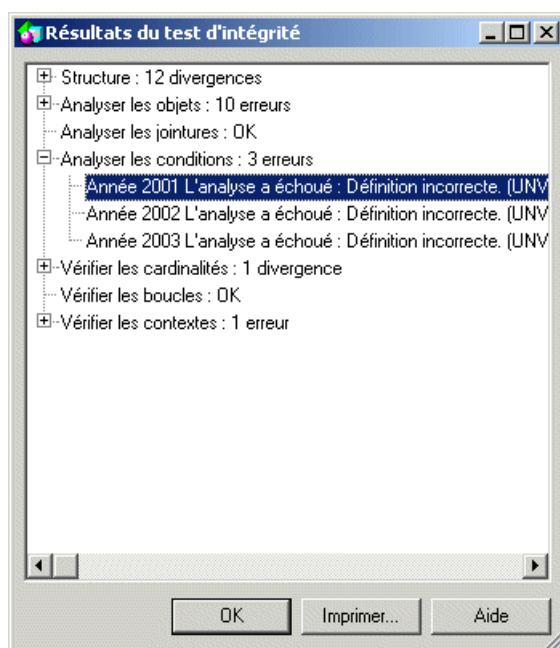 Résultats du test d'intégrité
Structure : 12 divergences
Analyser les objets : 10 erreurs
Analyser les jointures : OK
Analyser les conditions : 3 erreurs
Année 2001 L'analyse a échoué : Définition incorrecte. (UNV
Année 2002 L'analyse a échoué : Définition incorrecte. (UNV
Année 2003 L'analyse a échoué : Définition incorrecte. (UNV
Vérifier les cardinalités : 1 divergence
Vérifier les boucles : OK
Vérifier les contextes : 1 erreur
OK Imprimer... Aide